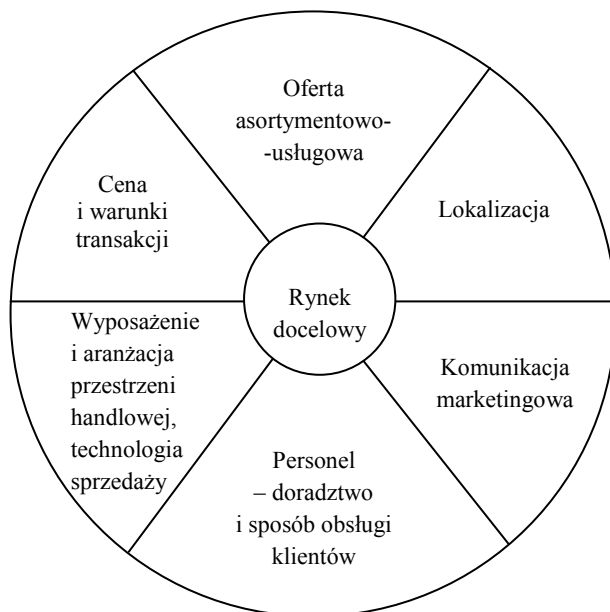 Oferta
asortymentowo-
-usługowa
Cena
i warunki
transakcji
Lokalizacja
Rynek
docelowy
Wyposażenie
i aranżacja
przestrzeni
handlowej,
technologia
sprzedaży
Komunikacja
marketingowa
Personel
– doradztwo
i sposób obsługi
klientów